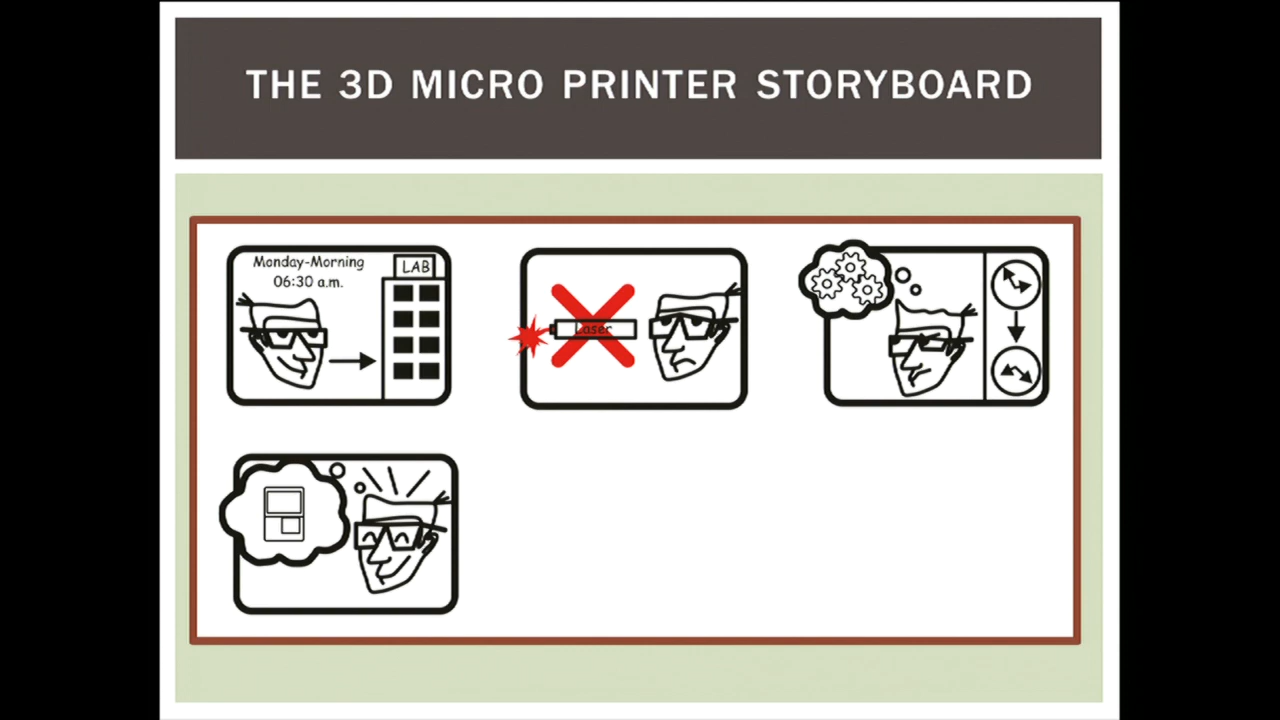 THE 3D MICRO PRINTER STORYBOARD
Monday-Morning
06:30 a.m.
LAB
Laser